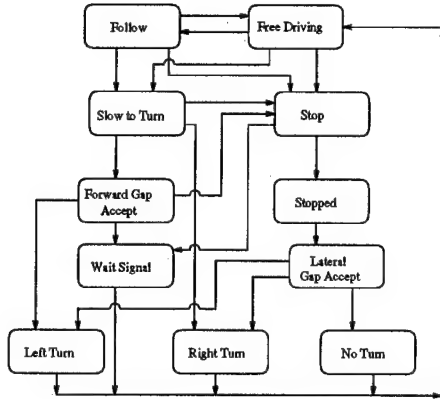 Follow
Free Driving
Slow to Turn
Stop
Forward Gap
Accept
Stopped
Wait Signal
Lateral
Gap Accept
Left Turn
Right Turn
No Turn